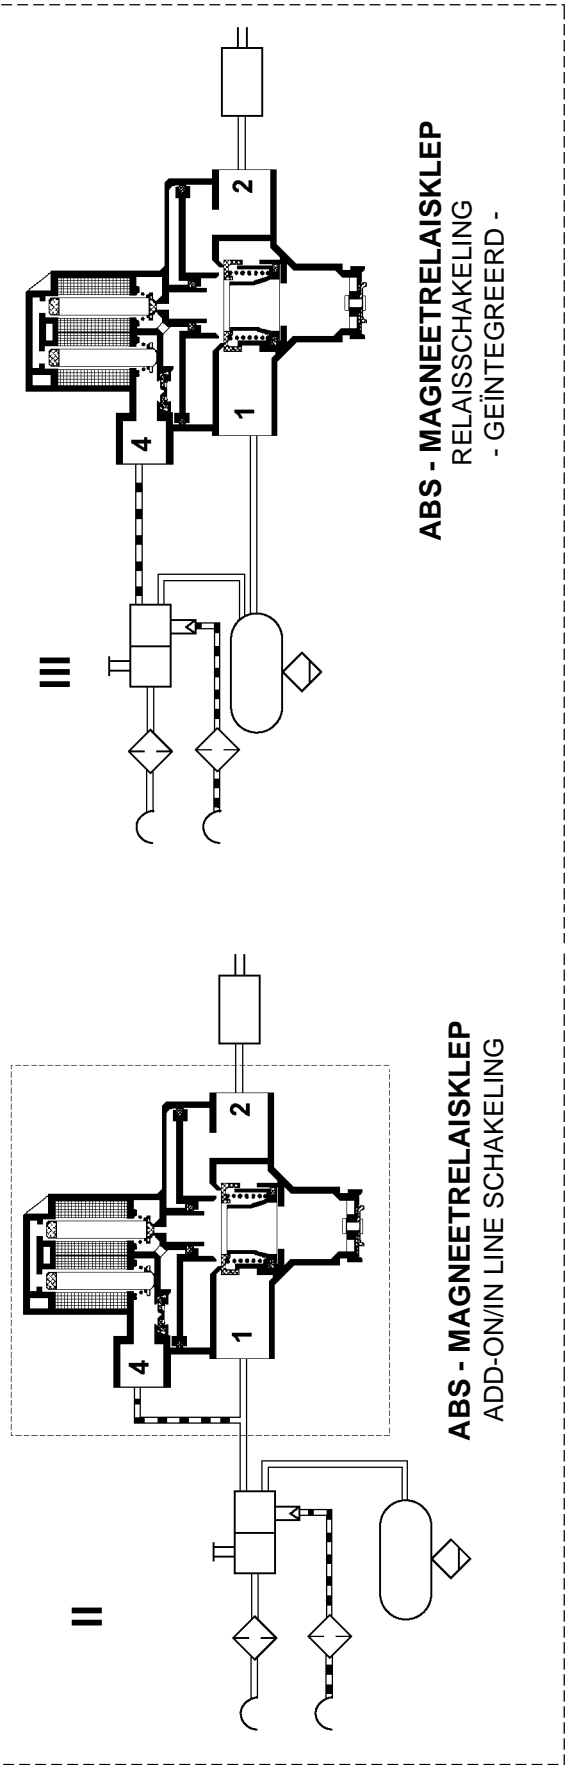 II
4
1
2
ABS - MAGNEETRELAISKLEP
ADD-ON/IN LINE SCHAKELING
III
4
1
2
ABS - MAGNEETRELAISKLEP
RELAISSCHAKELING
- GEÏNTEGREERD -